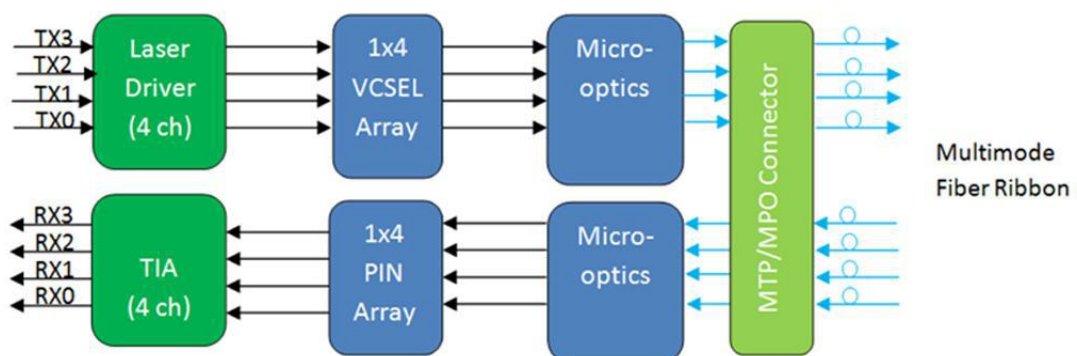 TX3
TX2
TX1
TX0
Laser
Driver
(4 ch)
1x4
VCSEL
Array
Micro-
optics
MTP/MPO Connector
Multimode
Fiber Ribbon
RX3
RX2
RX1
RX0
TIA
(4 ch)
1x4
PIN
Array
Micro-
optics